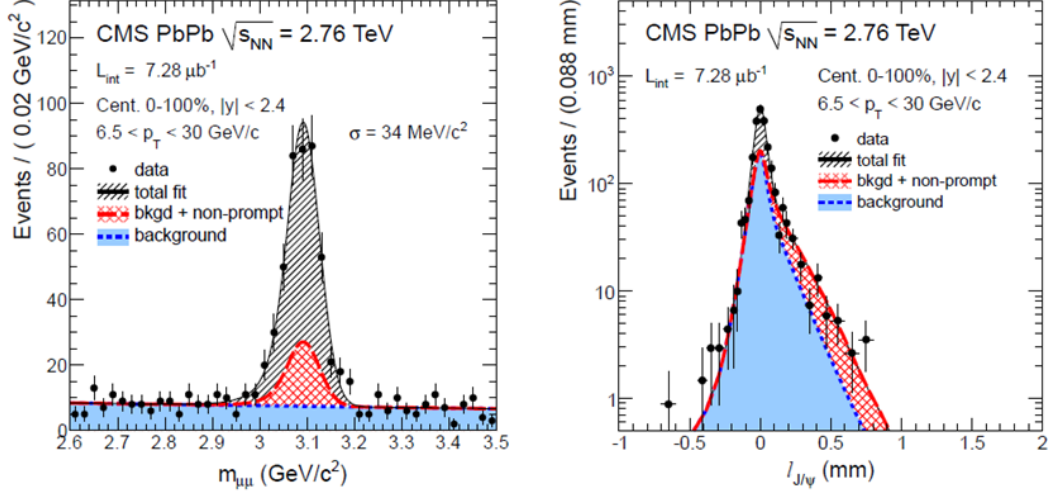 CMS PbPb √sNN = 2.76 TeV
Lint = 7.28 μb-1
Cent. 0-100%, |y| < 2.4
6.5 < pT < 30 GeV/c
σ = 34 MeV/c2
data
total fit
bkgd + non-prompt
background
Events / ( 0.02 GeV/c2 )
120
100
80
60
40
20
0
2.6 2.7 2.8 2.9 3 3.1 3.2 3.3 3.4 3.5
mμμ (GeV/c2)
CMS PbPb √sNN = 2.76 TeV
Lint = 7.28 μb-1
Cent. 0-100%, |y| < 2.4
6.5 < pT < 30 GeV/c
data
total fit
bkgd + non-prompt
background
Events / (0.088 mm)
103
102
10
1
-1 -0.5 0 0.5 1 1.5 2
lJ/ψ (mm)